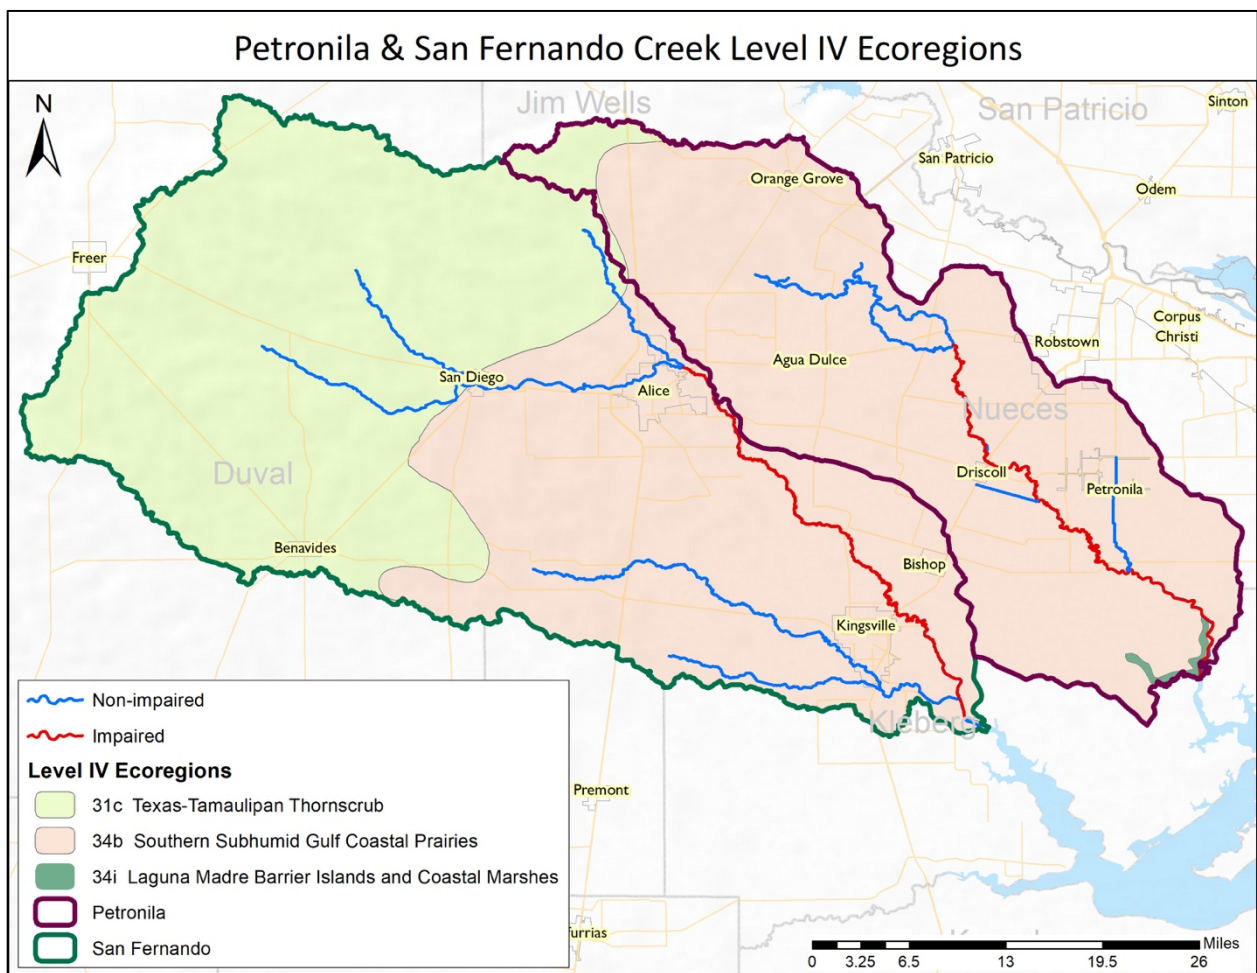 Petronila & San Fernando Creek Level IV Ecoregions
N
Jim Wells
San Patricio
Sinton
San Patricio
Orange Grove
Odem
Freer
Corpus
Christi
Robstown
Agua Dulce
San Diego
Alice
Nueces
Duval
Driscoll
Petronila
Benavides
Bishop
Kingsville
Kleberg
Non-impaired
Impaired
Level IV Ecoregions
31c Texas-Tamaulipan Thornscrub
34b Southern Subhumid Gulf Coastal Prairies
34i Laguna Madre Barrier Islands and Coastal Marshes
Petronila
San Fernando
Premont
furrias
Miles
0 3.25 6.5 13 19.5 26